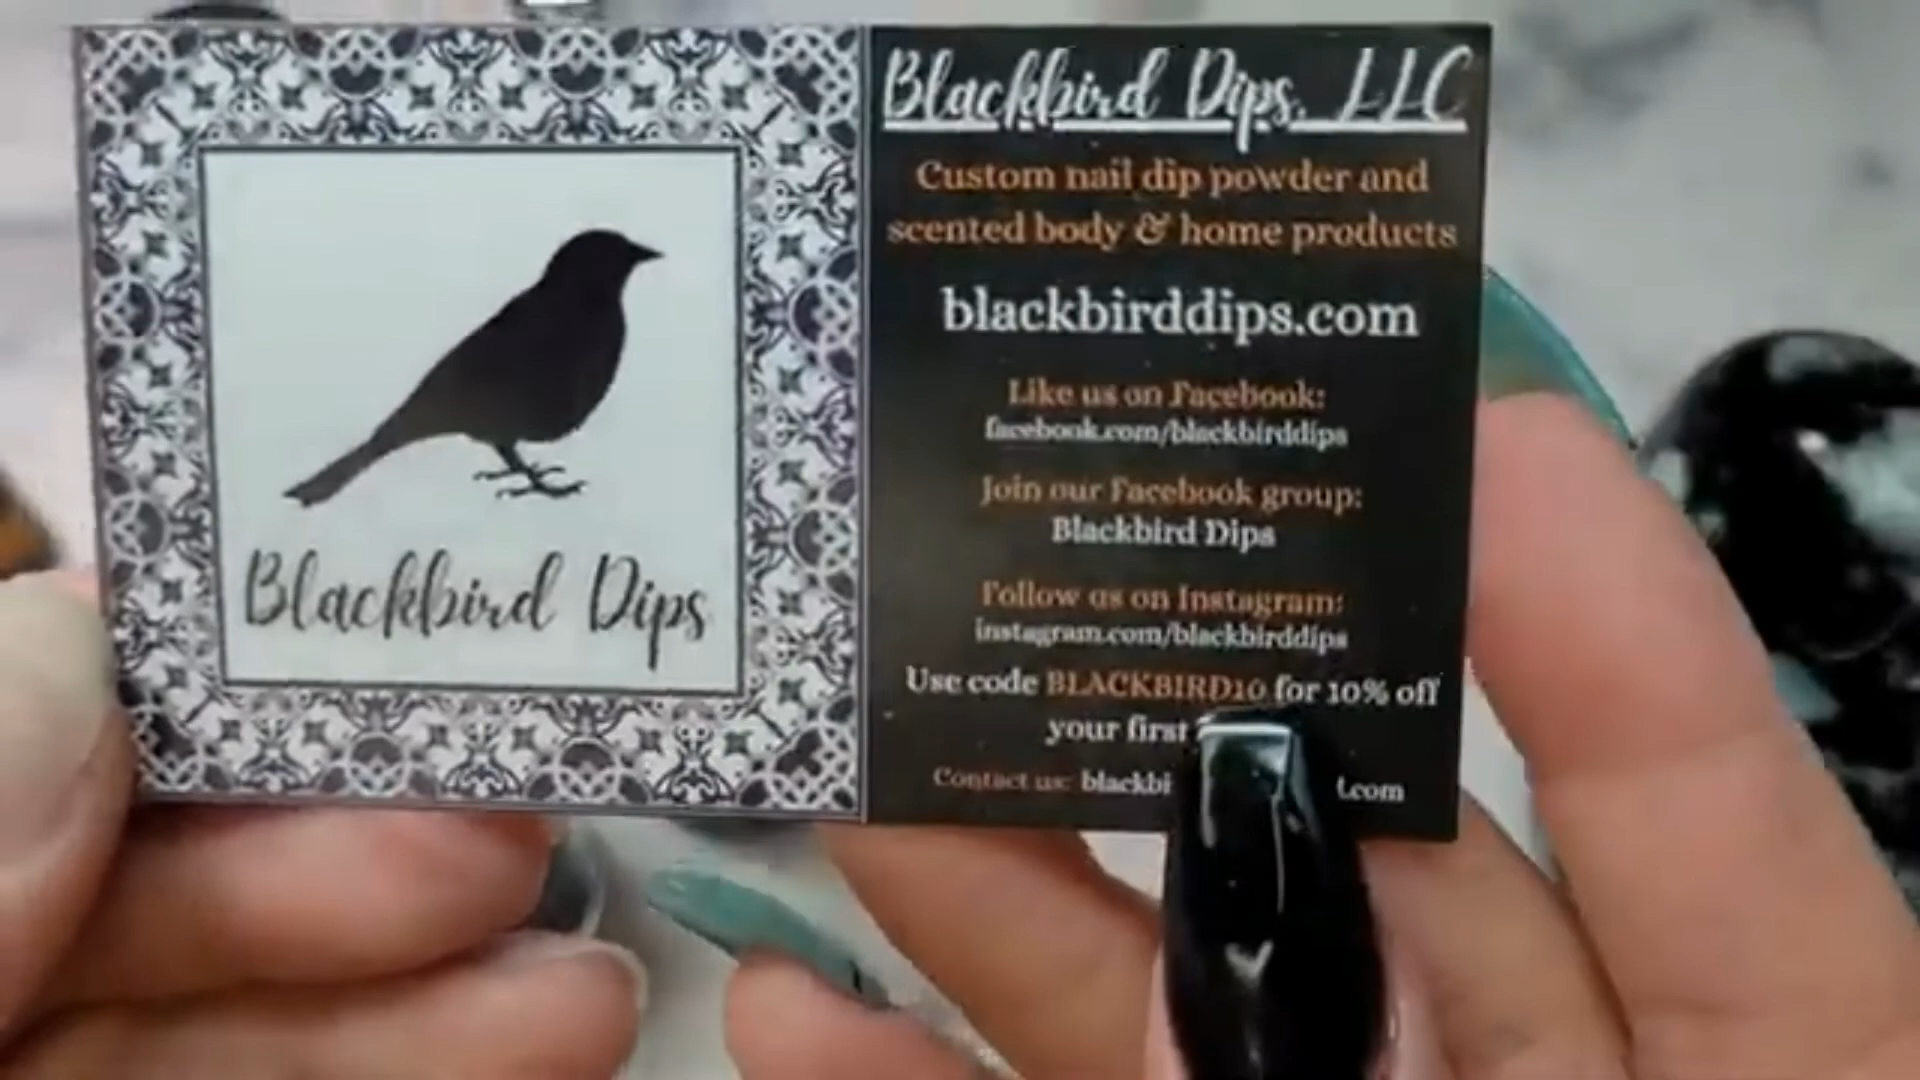 Blackbird Dips
Blackbird Dips, LLC
Custom nail dip powder and
scented body & home products
blackbirddips.com
Like us on Facebook:
facebook.com/blackbirddips
Join our Facebook group:
Blackbird Dips
Follow us on Instagram:
instagram.com/blackbirddips
Use code BLACKBIRD10 for 10% off
your first
Contact us: